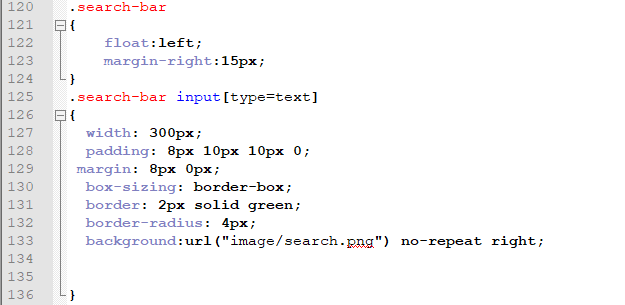 120 .search-bar
121 {
122 float:left;
123 margin-right:15px;
124 }
125 .search-bar input[type=text]
126 {
127 width: 300px;
128 padding: 8px 10px 10px 0;
129 margin: 8px 0px;
130 box-sizing: border-box;
131 border: 2px solid green;
132 border-radius: 4px;
133 background:url("image/search.png") no-repeat right;
134
135
136 }